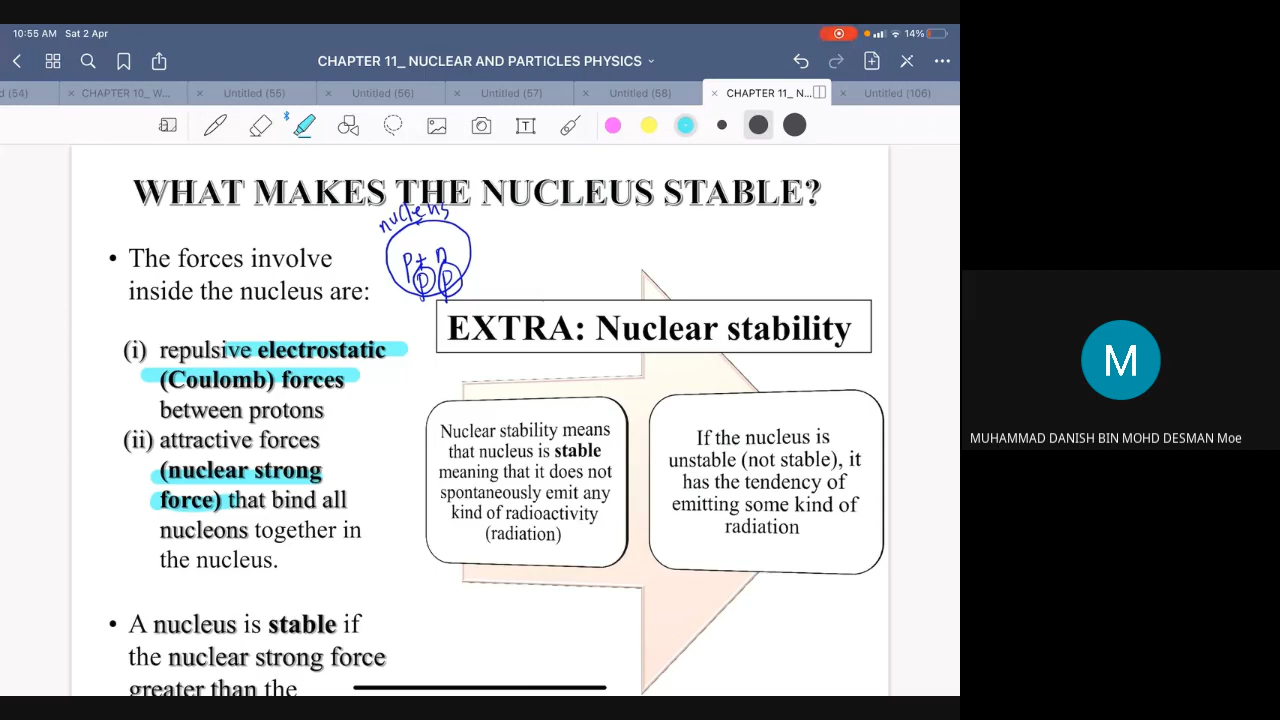 10:55 AM Sat 2 Apr
14%
CHAPTER 11_ NUCLEAR AND PARTICLES PHYSICS
d (54)
CHAPTER 10_ W...
Untitled (55)
Untitled (56)
Untitled (57)
Untitled (58)
CHAPTER 11_ N...
Untitled (106)
WHAT MAKES THE NUCLEUS STABLE?
nucleus
p+ n
p p
• The forces involve
inside the nucleus are:
(i) repulsive electrostatic
(Coulomb) forces
between protons
(ii) attractive forces
(nuclear strong
force) that bind all
nucleons together in
the nucleus.
• A nucleus is stable if
the nuclear strong force
greater than the
EXTRA: Nuclear stability
Nuclear stability means
that nucleus is stable
meaning that it does not
spontaneously emit any
kind of radioactivity
(radiation)
If the nucleus is
unstable (not stable), it
has the tendency of
emitting some kind of
radiation
M
MUHAMMAD DANISH BIN MOHD DESMAN Moe